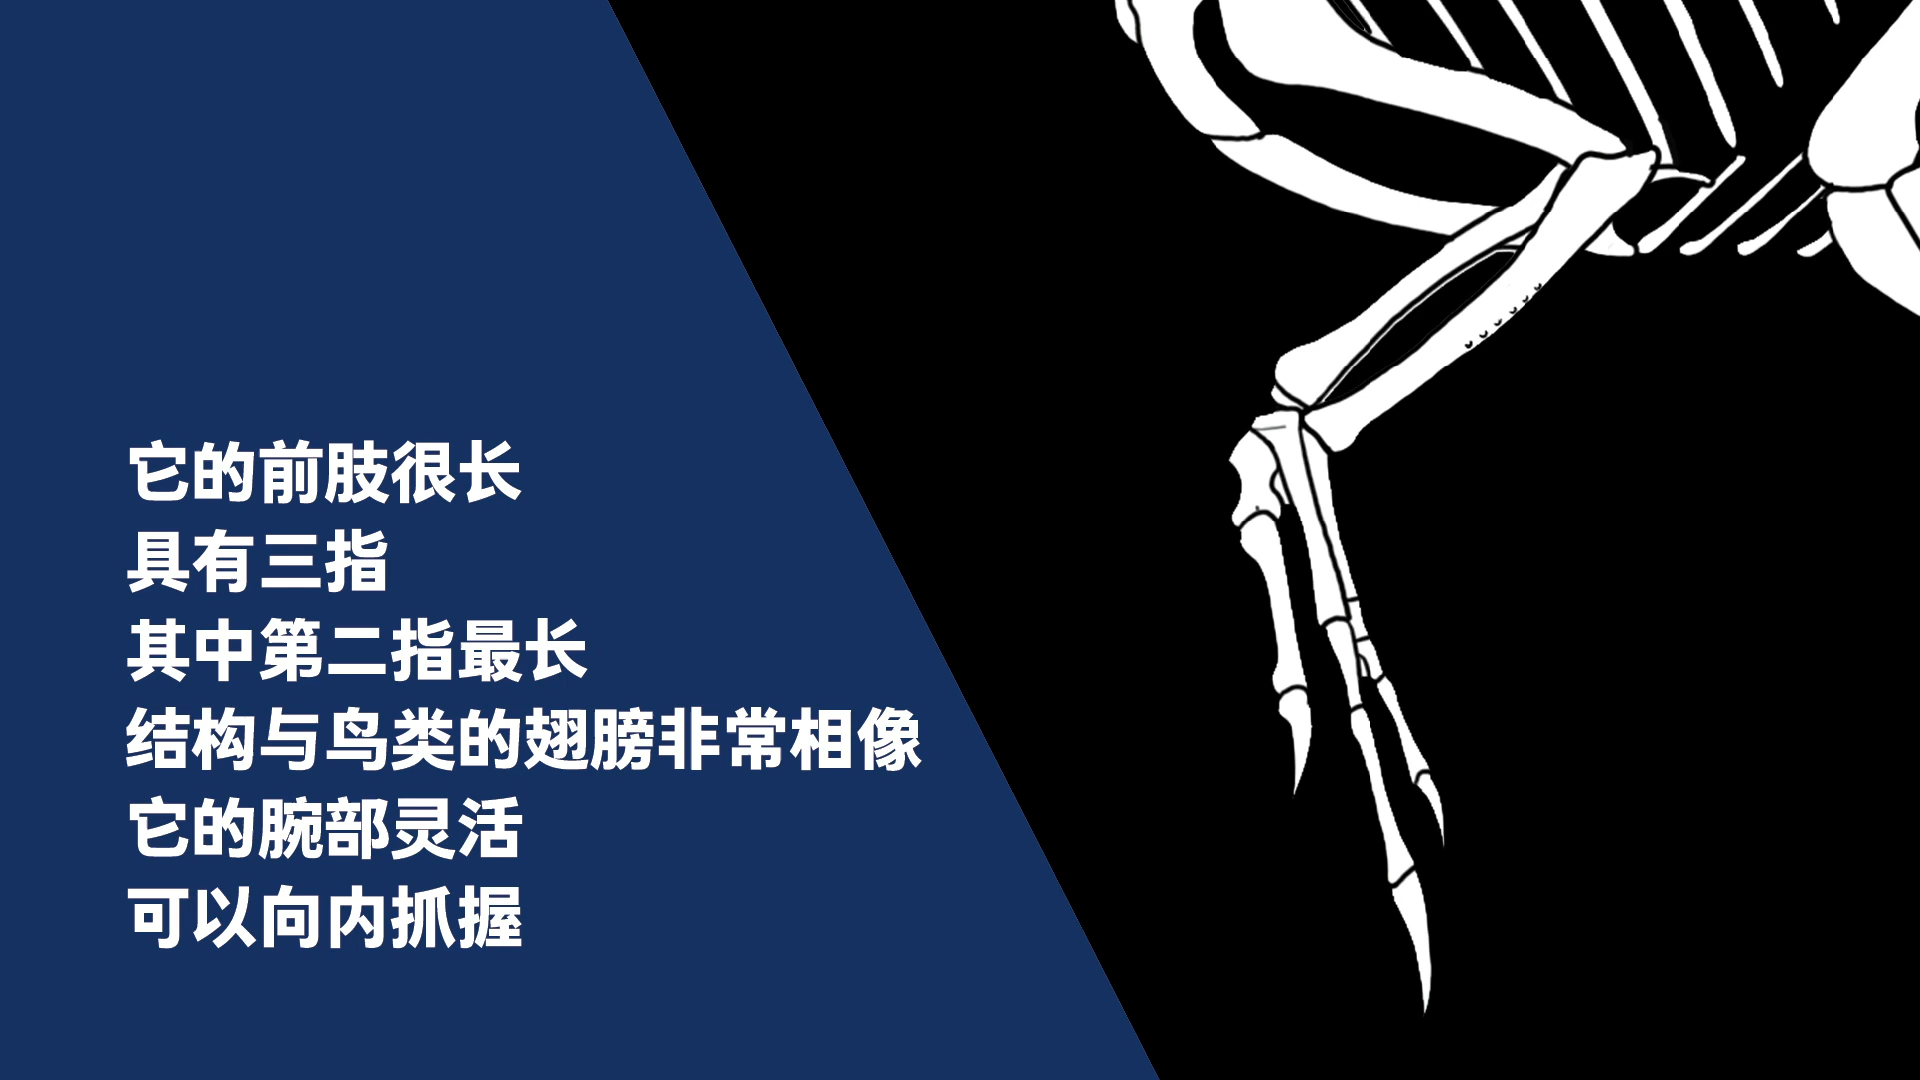 它的前肢很长
具有三指
其中第二指最长
结构与鸟类的翅膀非常相像
它的腕部灵活
可以向内抓握